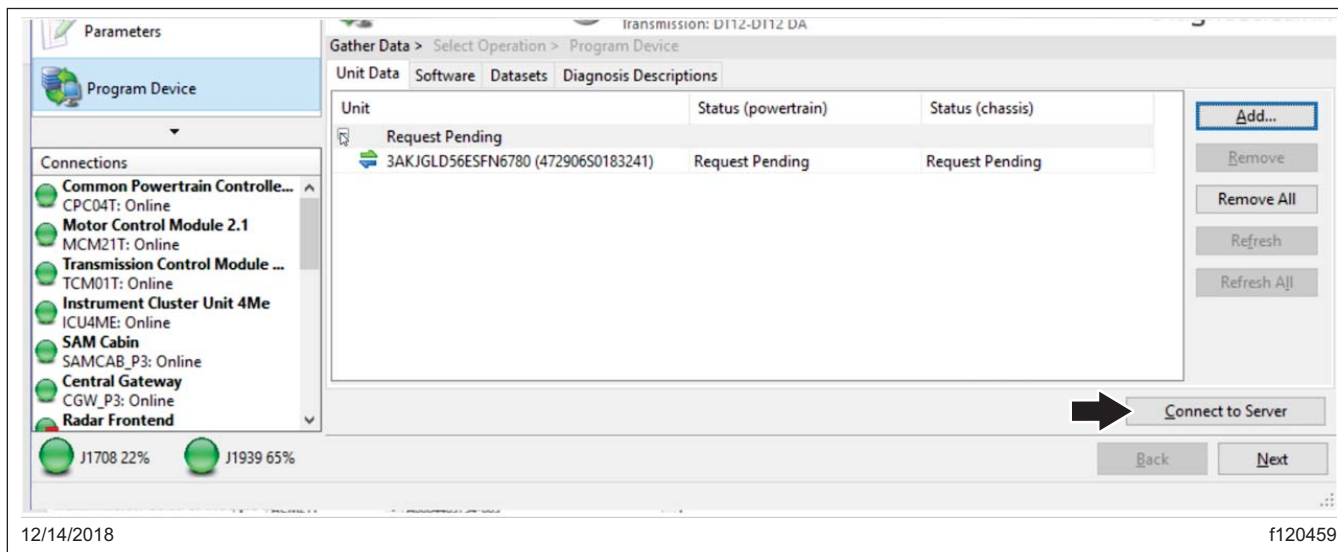 Transmission: DT12-DT12 DA
Parameters
Program Device
Connections
Common Powertrain Controlle...
CPC04T: Online
Motor Control Module 2.1
MCM21T: Online
Transmission Control Module ...
TCM01T: Online
Instrument Cluster Unit 4Me
ICU4ME: Online
SAM Cabin
SAMCAB_P3: Online
Central Gateway
CGW_P3: Online
Radar Frontend
J1708 22% J1939 65%
Gather Data > Select Operation > Program Device
Unit Data Software Datasets Diagnosis Descriptions
Unit Status (powertrain) Status (chassis)
Request Pending
3AKJGLD56ESFN6780 (472906S0183241) Request Pending Request Pending
Add...
Remove
Remove All
Refresh
Refresh All
Connect to Server
Back Next
12/14/2018 f120459